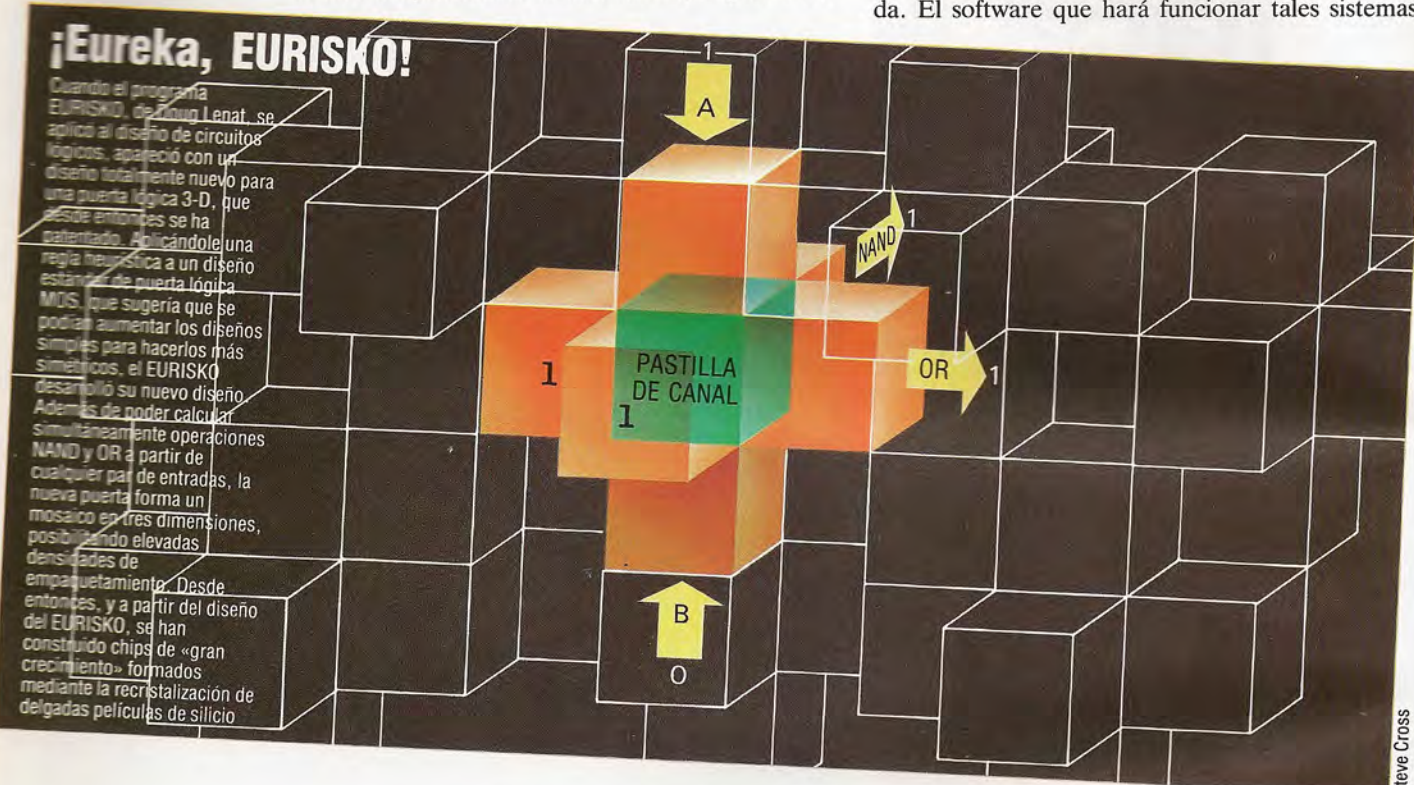 da. El software que hará funcionar tales sistemas
¡Eureka, EURISKO!
Cuando el programa
EURISKO, de Doug Lenat, se
aplicó al diseño de circuitos
lógicos, apareció con un
diseño totalmente nuevo para
una puerta lógica 3-D, que
desde entonces se ha
patentado. Aplicándole una
regla heurística a un diseño
estándar de puerta lógica
MOS, que sugería que se
podían aumentar los diseños
simples para hacerlos más
simétricos, el EURISKO
desarrolló su nuevo diseño.
Además de poder calcular
simultáneamente operaciones
NAND y OR a partir de
cualquier par de entradas, la
nueva puerta forma un
mosaico en tres dimensiones,
posibilitando elevadas
densidades de
empaquetamiento. Desde
entonces, y a partir del diseño
del EURISKO, se han
construido chips de «gran
crecimiento» formados
mediante la recristalización de
delgadas películas de silicio
1
A
NAND 1
OR 1
1
PASTILLA
DE CANAL
1
B
0
teve Cross